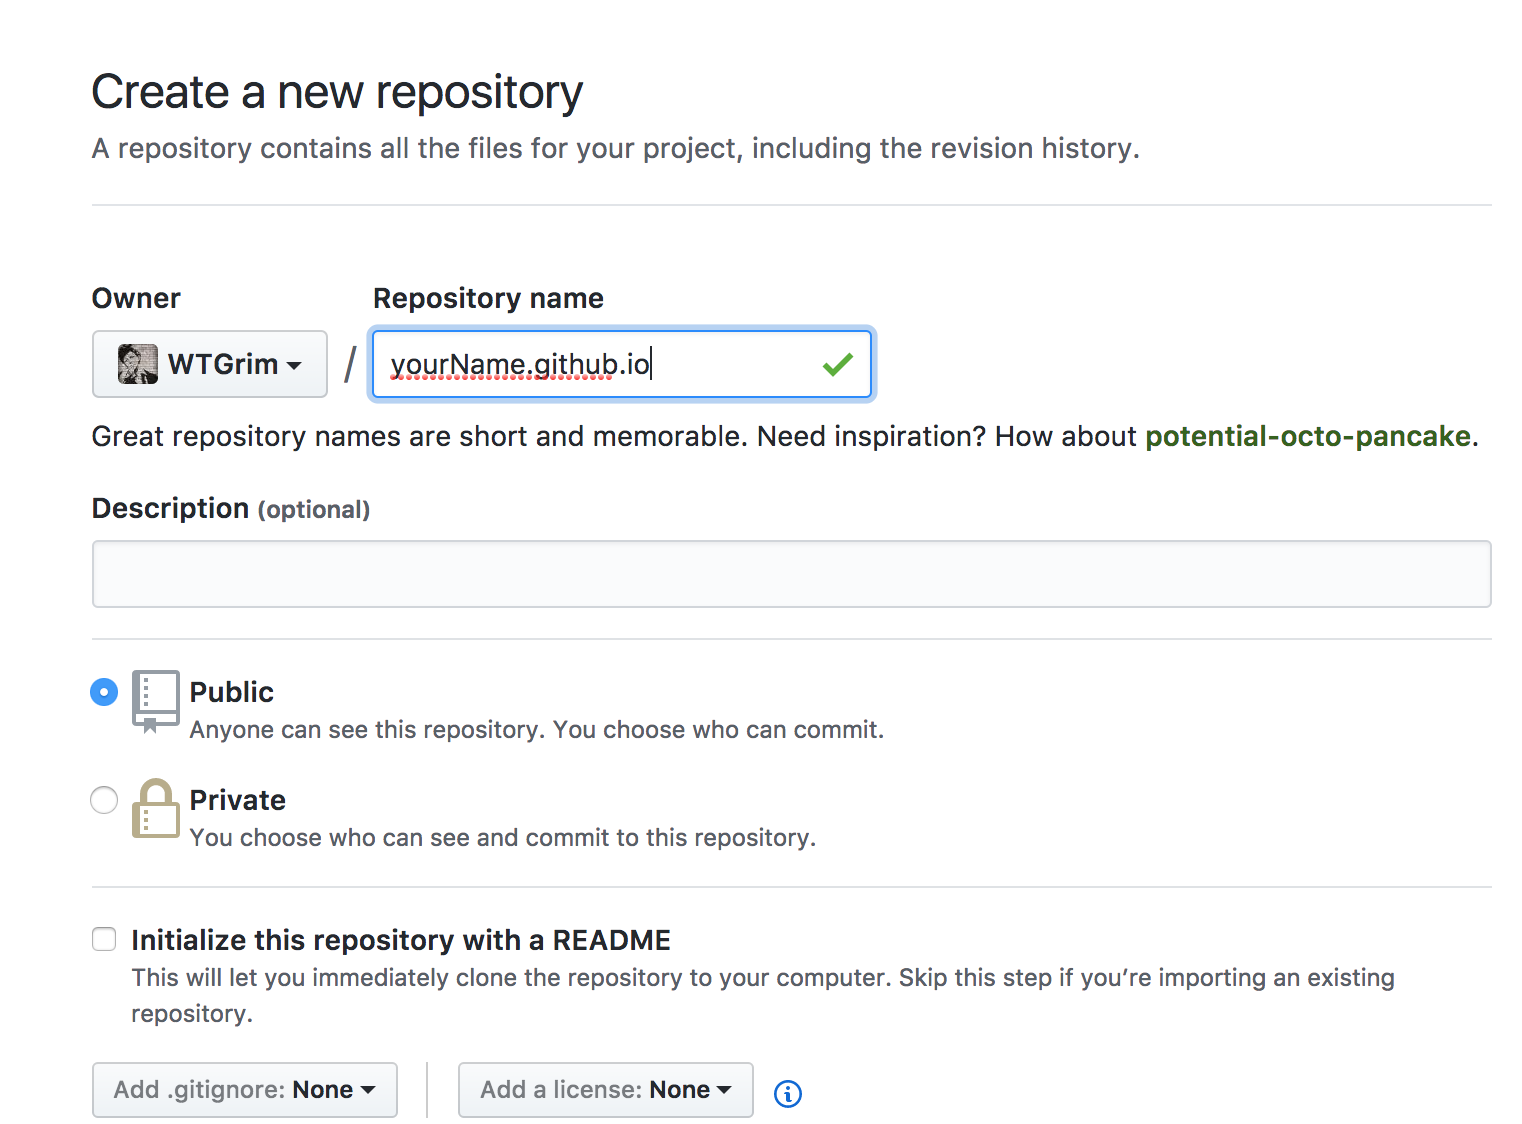 Create a new repository
A repository contains all the files for your project, including the revision history.
Owner
Repository name
WTGrim
/
yourName.github.io
Great repository names are short and memorable. Need inspiration? How about potential-octo-pancake.
Description (optional)
Public
Anyone can see this repository. You choose who can commit.
Private
You choose who can see and commit to this repository.
Initialize this repository with a README
This will let you immediately clone the repository to your computer. Skip this step if you’re importing an existing
repository.
Add .gitignore: None
Add a license: None